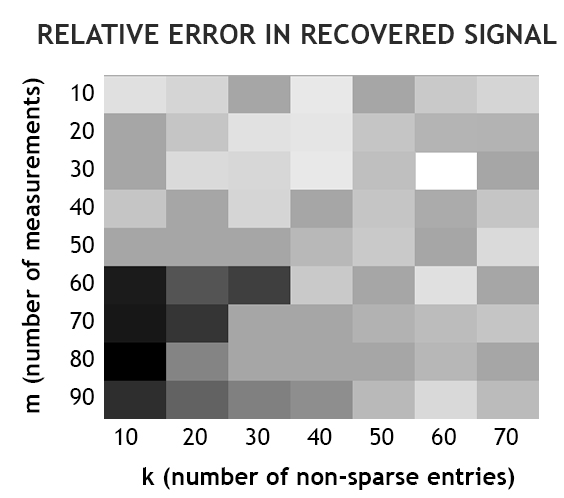 RELATIVE ERROR IN RECOVERED SIGNAL
m (number of measurements)
10
20
30
40
50
60
70
80
90
10 20 30 40 50 60 70
k (number of non-sparse entries)